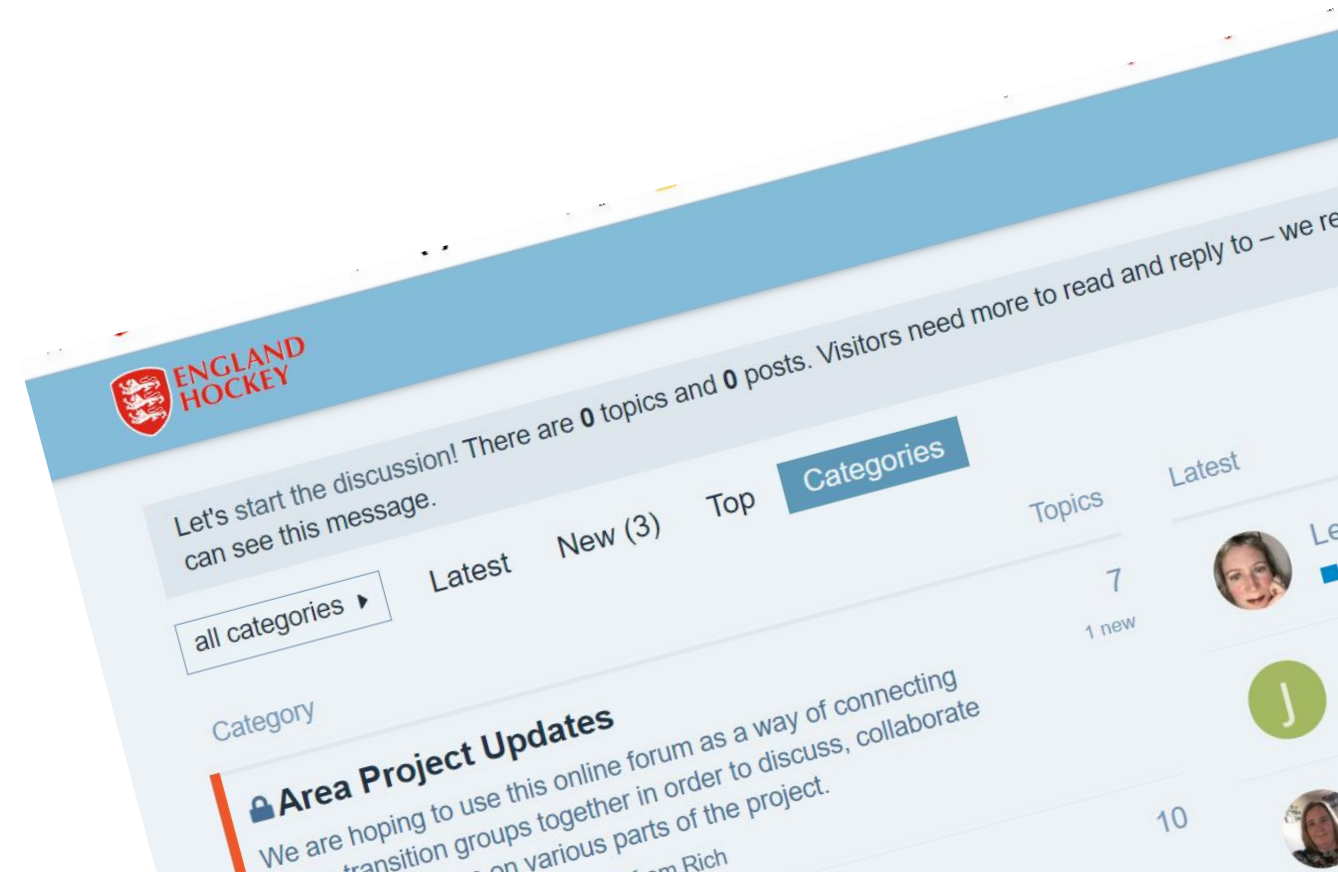 ENGLAND
HOCKEY
Let's start the discussion! There are 0 topics and 0 posts. Visitors need more to read and reply to – we re
can see this message.
all categories
Latest
New (3)
Top
Categories
Category
Topics
Latest
Area Project Updates
7
1 new
We are hoping to use this online forum as a way of connecting
transition groups together in order to discuss, collaborate
on various parts of the project.
Rich
10
Le
J